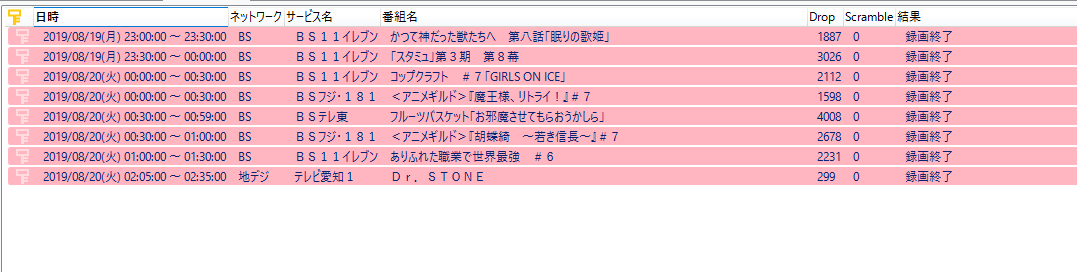 日時 ネットワーク サービス名 番組名 Drop Scramble 結果
2019/08/19(月) 23:00:00 ～ 23:30:00 BS ＢＳ１１イレブン かつて神だった獣たちへ　第八話「眠りの歌姫」 1887 0 録画終了
2019/08/19(月) 23:30:00 ～ 00:00:00 BS ＢＳ１１イレブン 「スタミュ」第３期　第８幕 3026 0 録画終了
2019/08/20(火) 00:00:00 ～ 00:30:00 BS ＢＳ１１イレブン コップクラフト　＃７「GIRLS ON ICE」 2112 0 録画終了
2019/08/20(火) 00:00:00 ～ 00:30:00 BS ＢＳフジ・１８１ ＜アニメギルド＞『魔王様、リトライ！』＃７ 1598 0 録画終了
2019/08/20(火) 00:30:00 ～ 00:59:00 BS ＢＳテレ東 フルーツバスケット「お邪魔させてもらおうかしら」 4008 0 録画終了
2019/08/20(火) 00:30:00 ～ 01:00:00 BS ＢＳフジ・１８１ ＜アニメギルド＞『胡蝶綺　～若き信長～』＃７ 2678 0 録画終了
2019/08/20(火) 01:00:00 ～ 01:30:00 BS ＢＳ１１イレブン ありふれた職業で世界最強　＃６ 2231 0 録画終了
2019/08/20(火) 02:05:00 ～ 02:35:00 地デジ テレビ愛知１ Ｄｒ．ＳＴＯＮＥ 299 0 録画終了